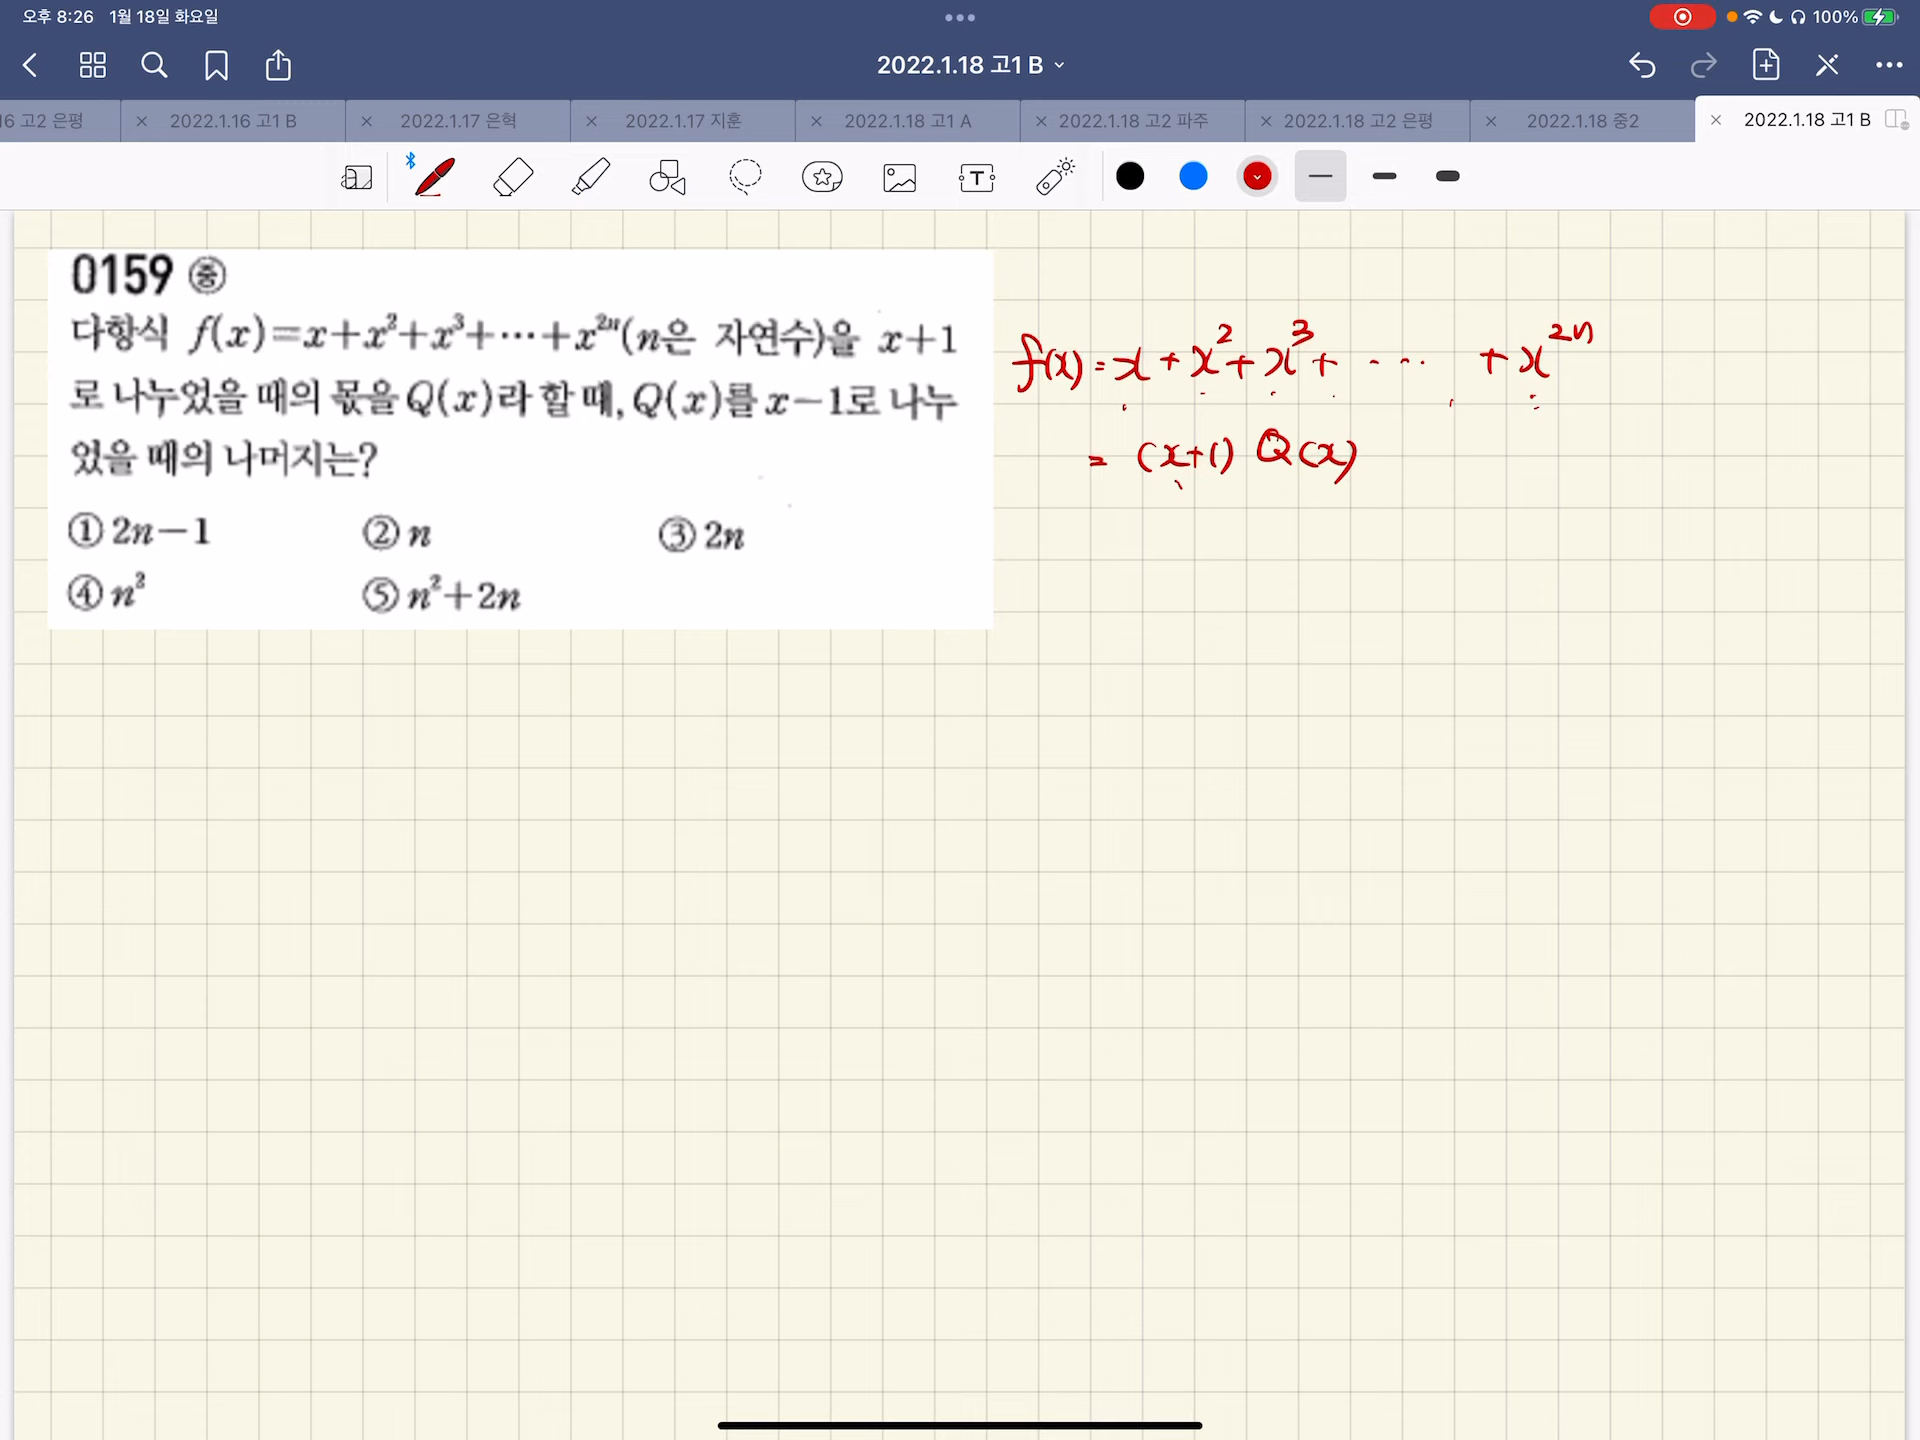 오후 8:26 1월 18일 화요일
100%
2022.1.18 고1 B
16 고2 은평
2022.1.16 고1 B
2022.1.17 은혁
2022.1.17 지훈
2022.1.18 고1 A
2022.1.18 고2 파주
2022.1.18 고2 은평
2022.1.18 중2
2022.1.18 고1 B
0159 중
다항식 f(x)=x+x²+x³+⋯+x²ⁿ(n은 자연수)을 x+1
로 나누었을 때의 몫을 Q(x)라 할 때, Q(x)를 x-1로 나누
었을 때의 나머지는?
① 2n-1 ② n ③ 2n
④ n² ⑤ n²+2n
f(x)=x+x²+x³+ ⋯ +x²ⁿ
= (x+1) Q(x)